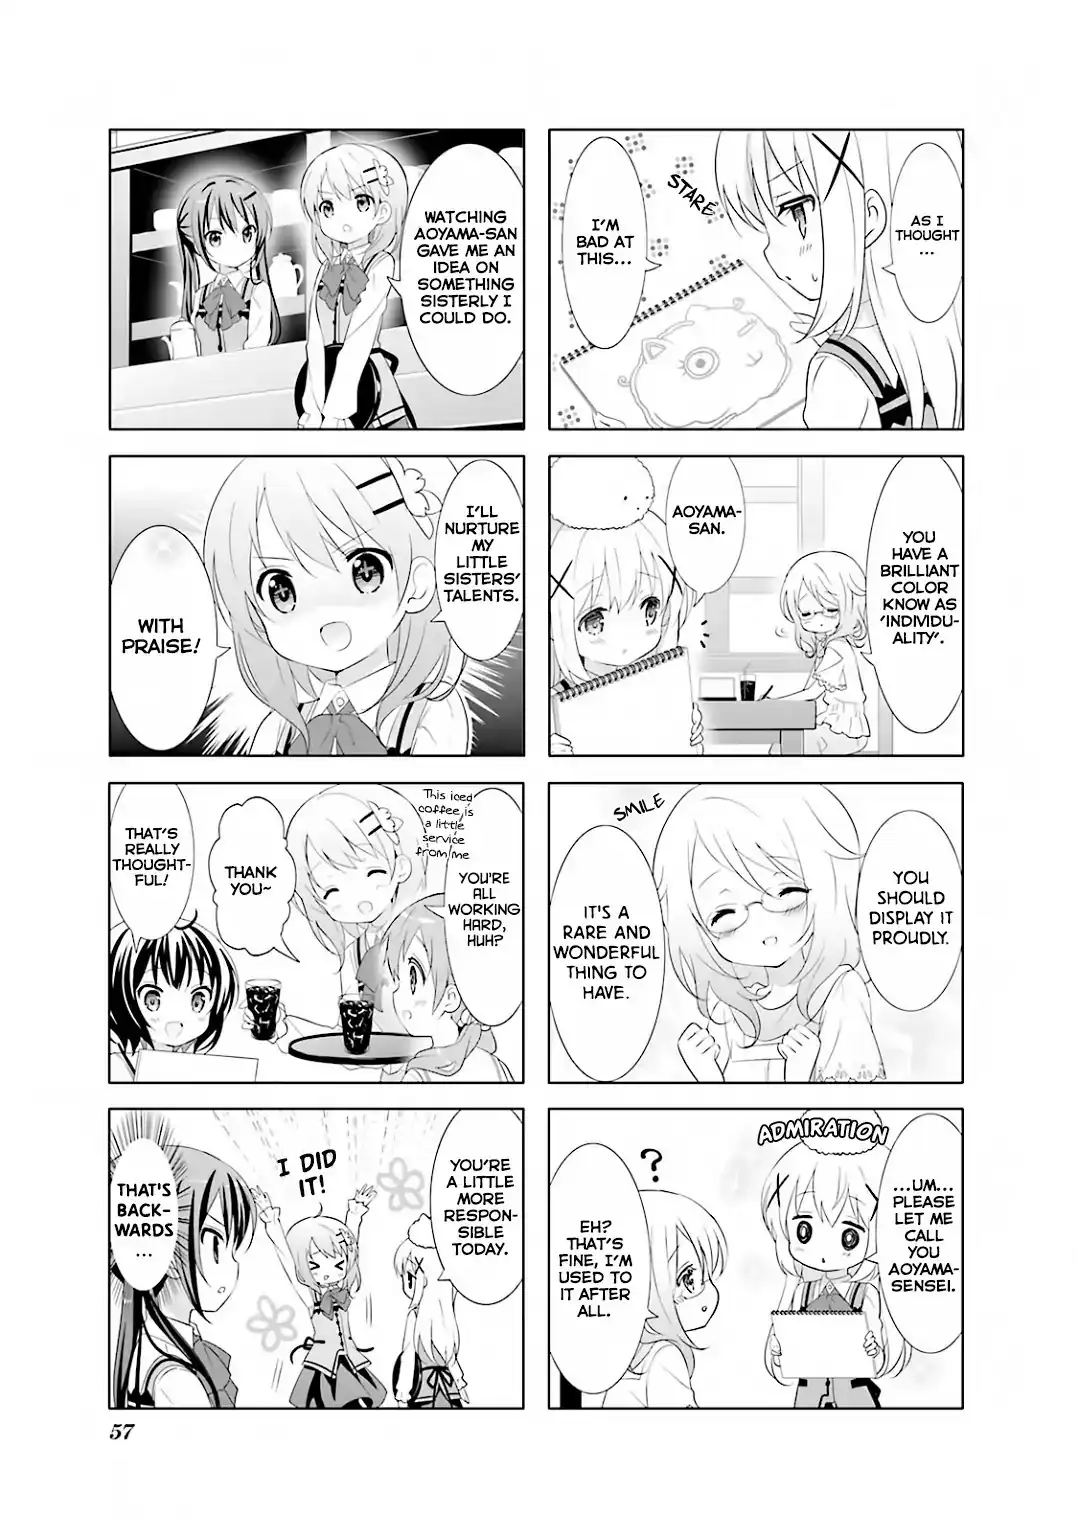 AS I
THOUGHT
...
STARE
I'M
BAD AT
THIS...
YOU
HAVE A
BRILLIANT
COLOR
KNOW AS
'INDIVIDU-
ALITY'.
AOYAMA-
SAN.
YOU
SHOULD
DISPLAY IT
PROUDLY.
SMILE
IT'S A
RARE AND
WONDERFUL
THING TO
HAVE.
...UM...
PLEASE
LET ME
CALL
YOU
AOYAMA-
SENSEI.
ADMIRATION
?
EH?
THAT'S
FINE, I'M
USED TO
IT AFTER
ALL.
WATCHING
AOYAMA-SAN
GAVE ME AN
IDEA ON
SOMETHING
SISTERLY I
COULD DO.
I'LL
NURTURE
MY
LITTLE
SISTERS'
TALENTS.
WITH
PRAISE!
YOU'RE
ALL
WORKING
HARD,
HUH?
This iced
coffee is
a little
service
from me
THANK
YOU~
THAT'S
REALLY
THOUGHT-
FUL!
YOU'RE
A LITTLE
MORE
RESPON-
SIBLE
TODAY.
I DID
IT!
THAT'S
BACK-
WARDS
...
57